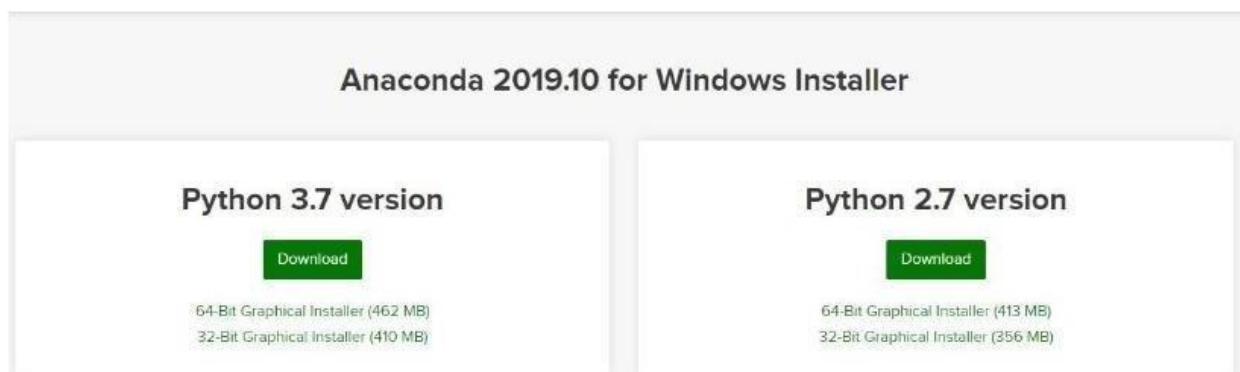 Anaconda 2019.10 for Windows Installer
Python 3.7 version
Download
64-Bit Graphical Installer (462 MB)
32-Bit Graphical Installer (410 MB)
Python 2.7 version
Download
64-Bit Graphical Installer (413 MB)
32-Bit Graphical Installer (356 MB)